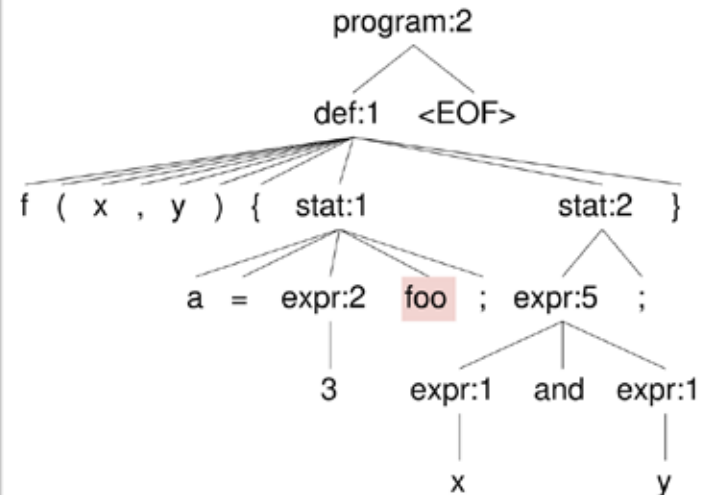 program:2
def:1 <EOF>
f ( x , y ) { stat:1 stat:2 }
a = expr:2 foo ; expr:5 ;
3 expr:1 and expr:1
x y